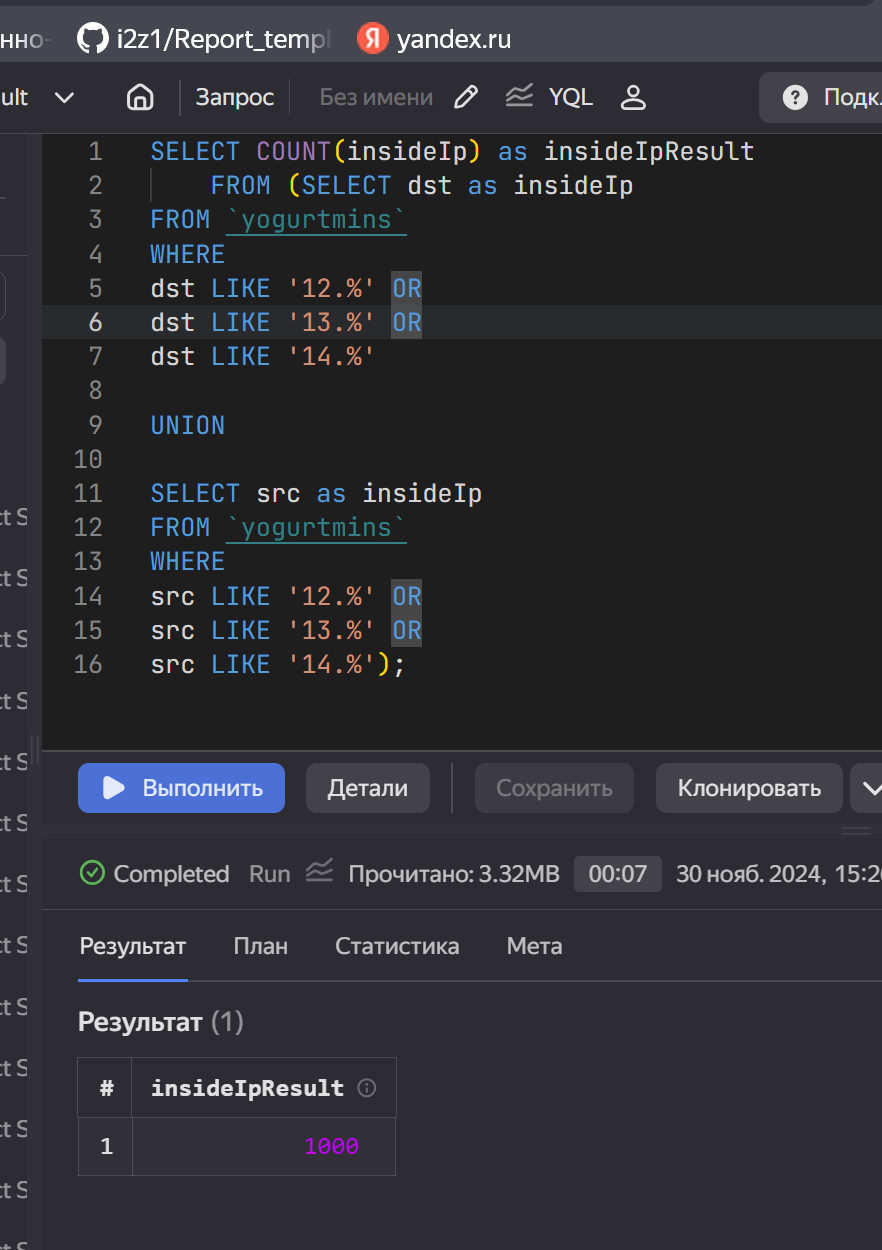 нно- i2z1/Report_templ yandex.ru
ult Запрос Без имени YQL Подк
1 SELECT COUNT(insideIp) as insideIpResult
2 FROM (SELECT dst as insideIp
3 FROM `yogurtmins`
4 WHERE
5 dst LIKE '12.%' OR
6 dst LIKE '13.%' OR
7 dst LIKE '14.%'
8
9 UNION
10
11 SELECT src as insideIp
12 FROM `yogurtmins`
13 WHERE
14 src LIKE '12.%' OR
15 src LIKE '13.%' OR
16 src LIKE '14.%');
ct S
ct S
ct S
ct S
ct S
ct S
ct S
ct S
ct S
ct S
ct S
ct S
ct S
Выполнить Детали Сохранить Клонировать
Completed Run Прочитано: 3.32MB 00:07 30 нояб. 2024, 15:20
Результат План Статистика Мета
Результат (1)
# insideIpResult
1 1000